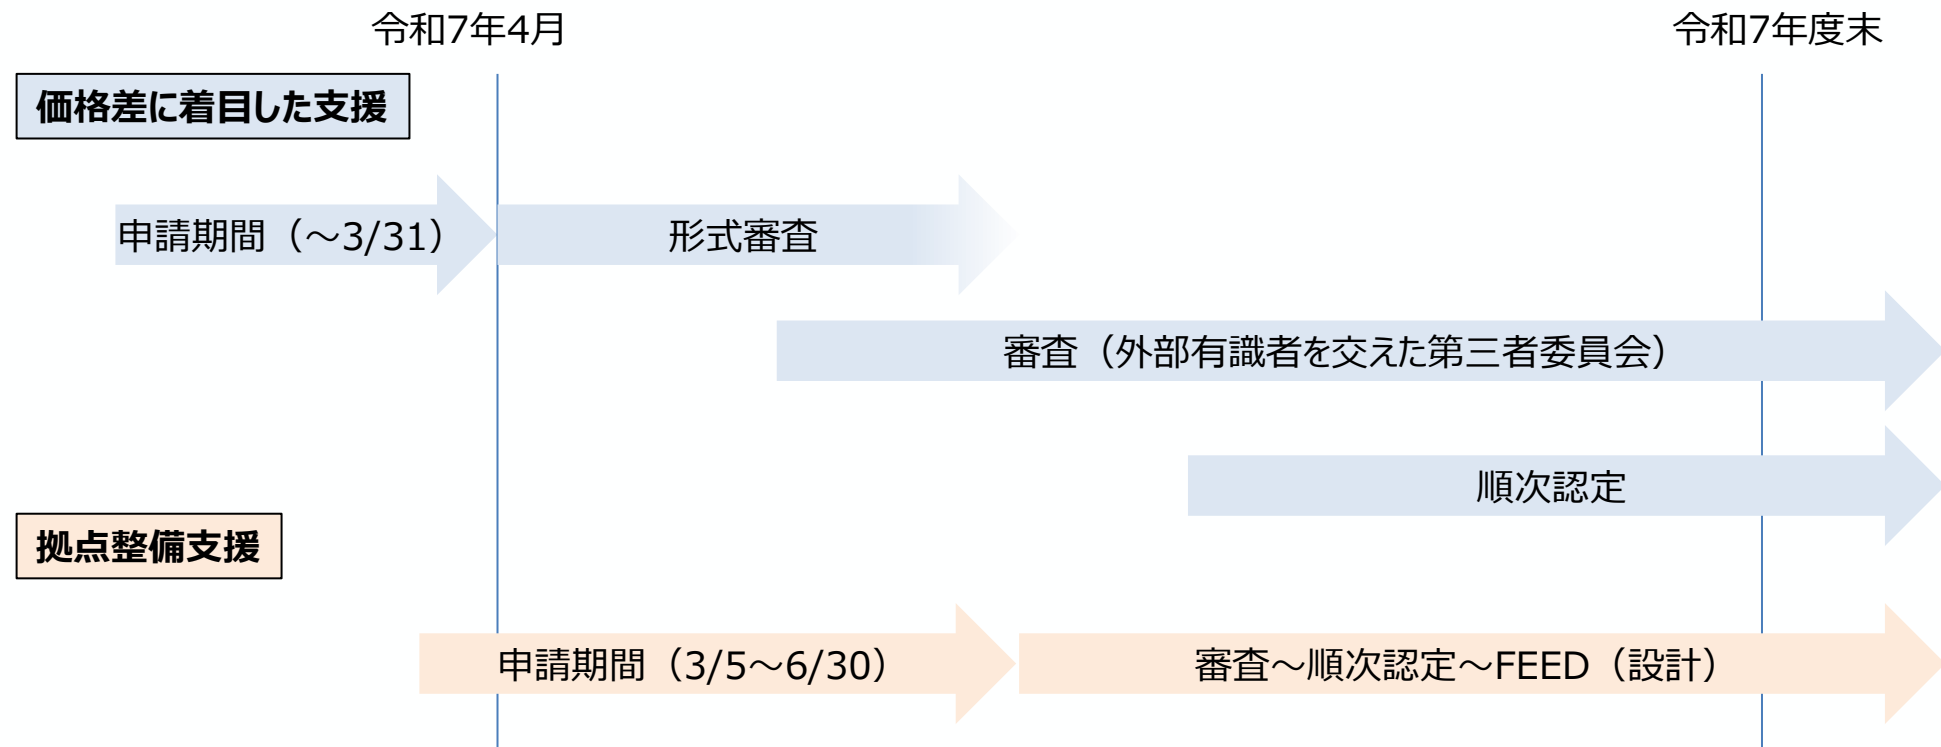 令和7年4月
令和7年度末
価格差に着目した支援
申請期間（～3/31）
形式審査
審査（外部有識者を交えた第三者委員会）
順次認定
拠点整備支援
申請期間（3/5～6/30）
審査～順次認定～FEED（設計）